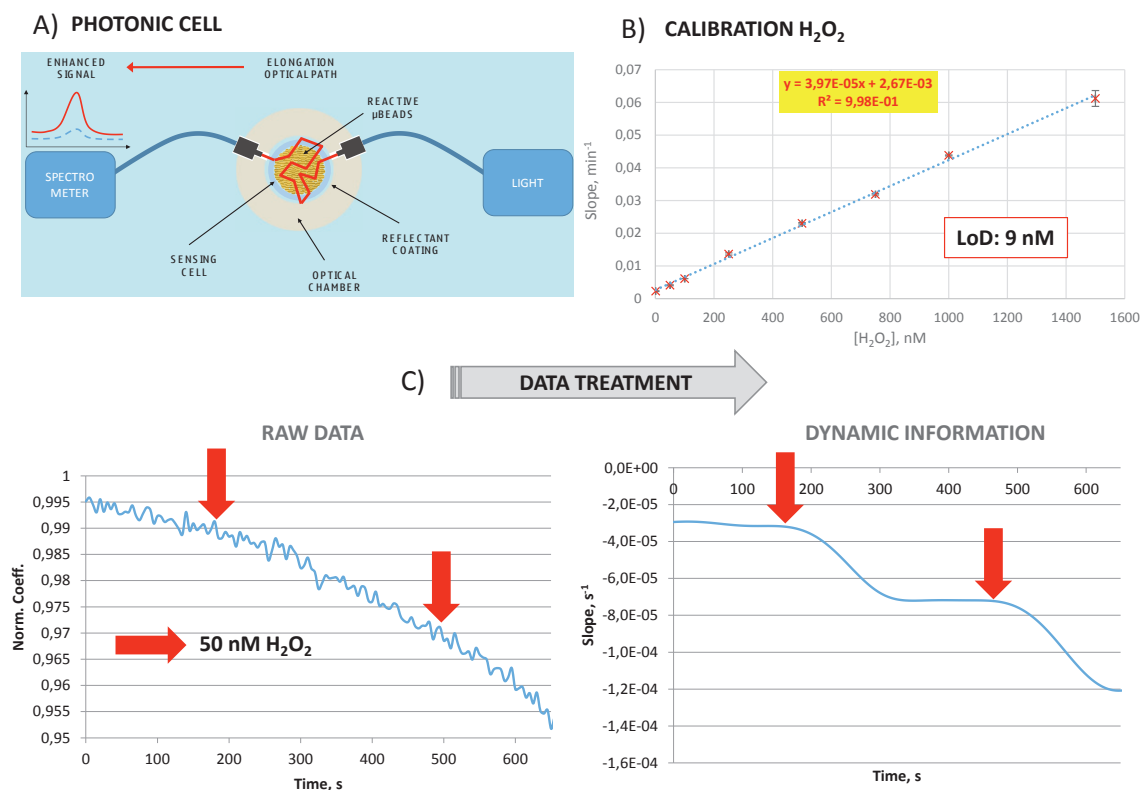 A) PHOTONIC CELL
ENHANCED
SIGNAL
ELONGATION
OPTICAL PATH
REACTIVE
µBEADS
SPECTRO
METER
LIGHT
SENSING
CELL
OPTICAL
CHAMBER
REFLECTANT
COATING
B) CALIBRATION H₂O₂
0,07
0,06
0,05
0,04
0,03
0,02
0,01
0
Slope, min⁻¹
y = 3,97E-05x + 2,67E-03
R² = 9,98E-01
LoD: 9 nM
0 200 400 600 800 1000 1200 1400 1600
[H₂O₂], nM
C) DATA TREATMENT
RAW DATA
1
0,995
0,99
0,985
0,98
0,975
0,97
0,965
0,96
0,955
0,95
Norm. Coeff.
50 nM H₂O₂
0 100 200 300 400 500 600
Time, s
DYNAMIC INFORMATION
0,0E+00
0 100 200 300 400 500 600
-2,0E-05
-4,0E-05
-6,0E-05
-8,0E-05
-1,0E-04
-1,2E-04
-1,4E-04
-1,6E-04
Slope, s⁻¹
Time, s